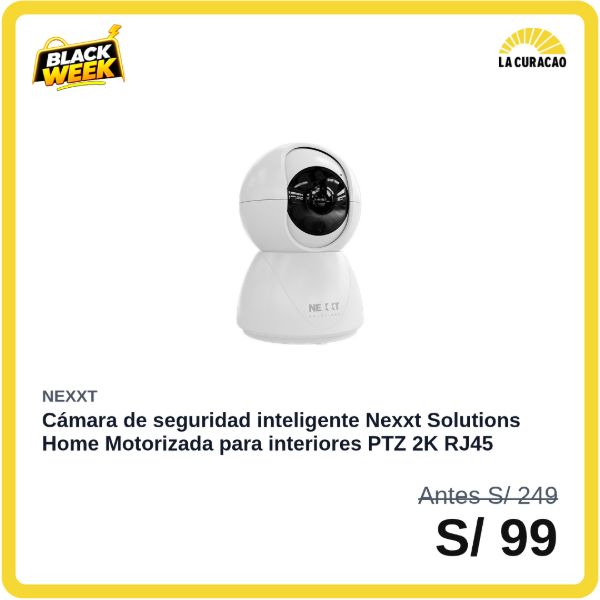 BLACK
WEEK
LA CURACAO
NEXXT
NEXXT
Cámara de seguridad inteligente Nexxt Solutions
Home Motorizada para interiores PTZ 2K RJ45
Antes S/ 249
S/ 99